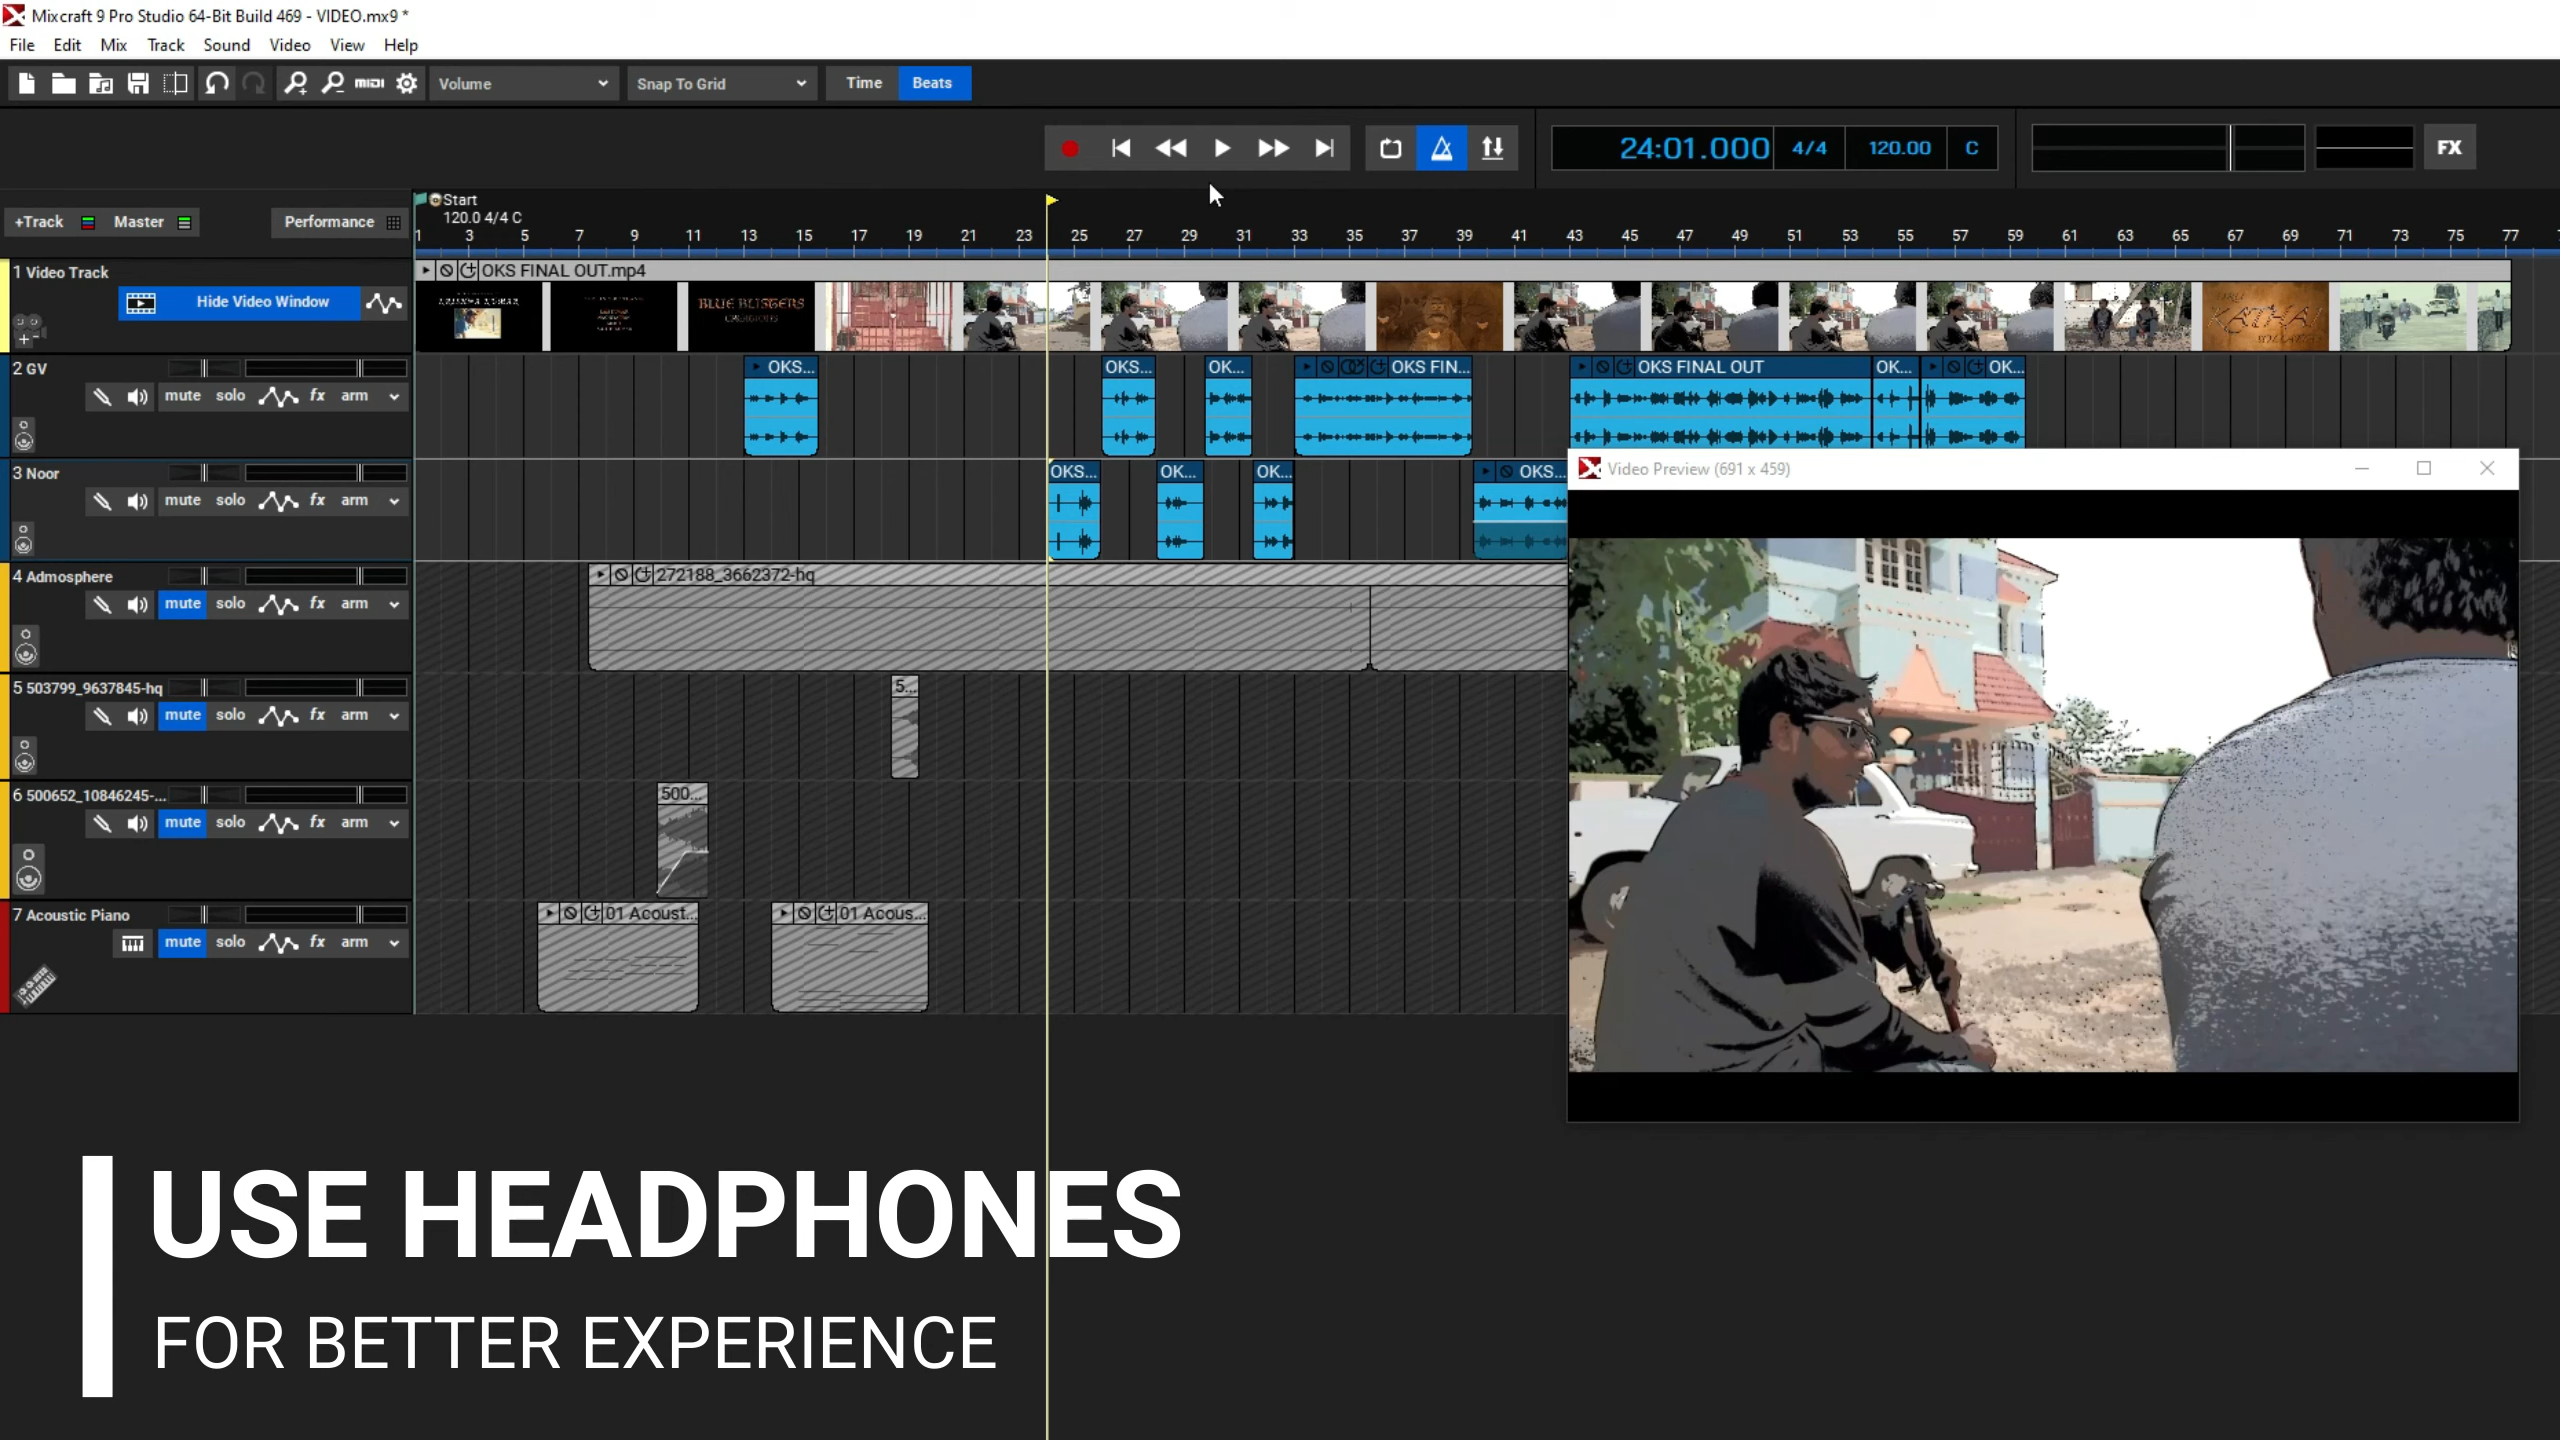 Mixcraft 9 Pro Studio 64-Bit Build 469 - VIDEO.mx9 *
File Edit Mix Track Sound Video View Help
MIDI Volume Snap To Grid Time Beats
24:01.000 4/4 120.00 C FX
+Track Master Performance
Start
120.0 4/4 C
1 3 5 7 9 11 13 15 17 19 21 23 25 27 29 31 33 35 37 39 41 43 45 47 49 51 53 55 57 59 61 63 65 67 69 71 73 75 77
1 Video Track
OKS FINAL OUT.mp4
Hide Video Window
BLUE BLISTERS
CREATIONS
KATHAI
2 GV
OKS... OKS... OK... OKS FIN... OKS FINAL OUT OK... OK...
mute solo fx arm
3 Noor
OKS... OK... OK... OKS...
mute solo fx arm
Video Preview (691 x 459)
4 Admosphere
272188_3662372-hq
mute solo fx arm
5 503799_9637845-hq
5...
mute solo fx arm
6 500652_10846245-...
500...
mute solo fx arm
7 Acoustic Piano
01 Acoust... 01 Acous...
mute solo fx arm
USE HEADPHONES
FOR BETTER EXPERIENCE